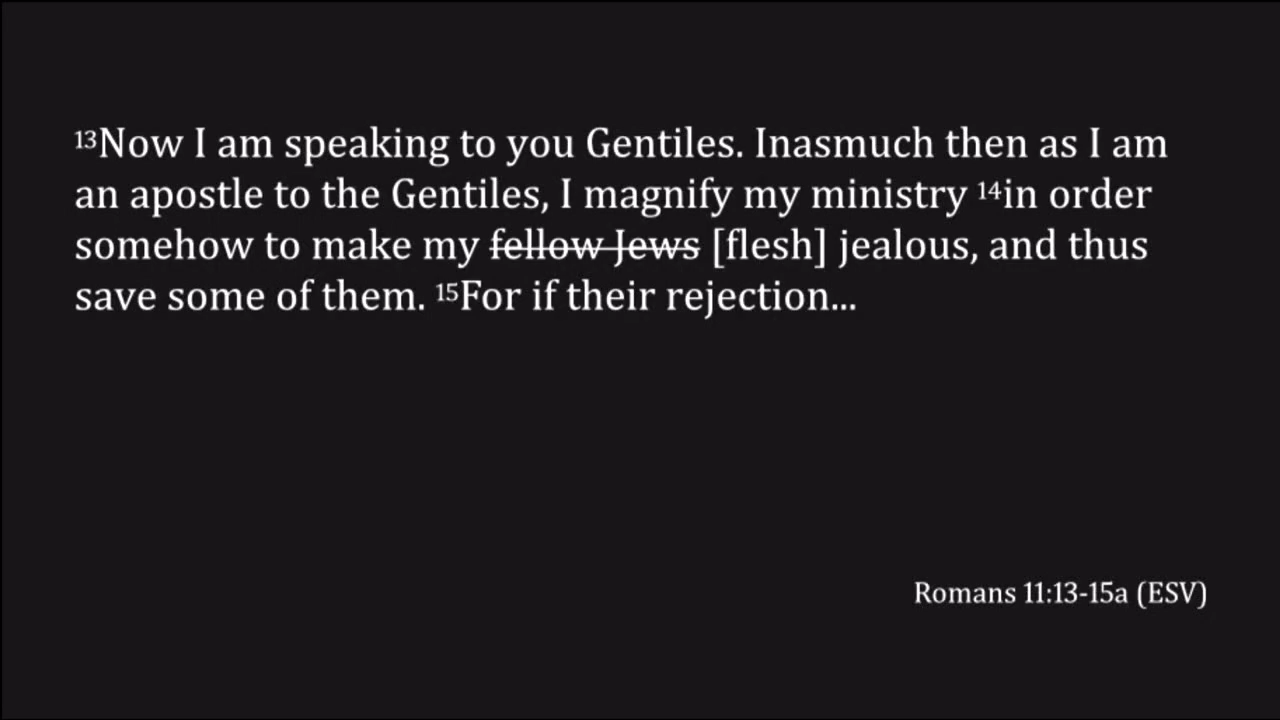 13Now I am speaking to you Gentiles. Inasmuch then as I am
an apostle to the Gentiles, I magnify my ministry 14in order
somehow to make my fellow Jews [flesh] jealous, and thus
save some of them. 15For if their rejection...
Romans 11:13-15a (ESV)